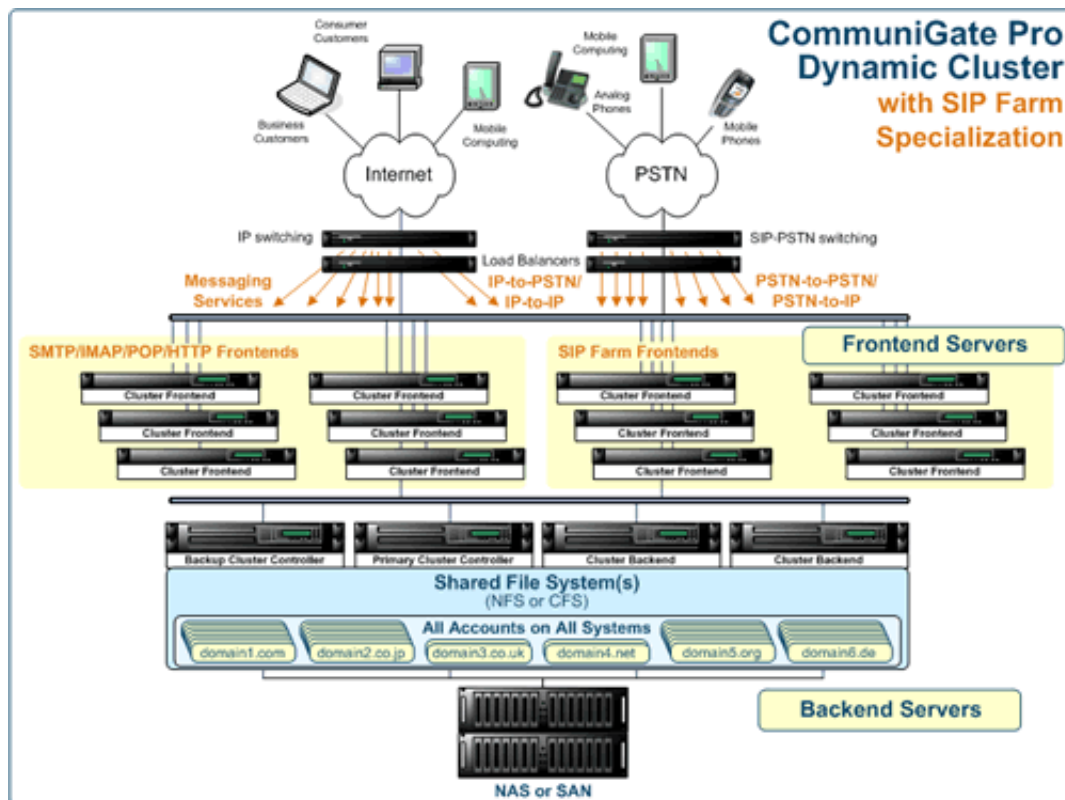 CommuniGate Pro
Dynamic Cluster
with SIP Farm
Specialization
Consumer
Customers
Business
Customers
Mobile
Computing
Internet
Mobile
Computing
Analog
Phones
Mobile
Phones
PSTN
IP switching
SIP-PSTN switching
Load Balancers
Messaging
Services
IP-to-PSTN/
IP-to-IP
PSTN-to-PSTN/
PSTN-to-IP
Frontend Servers
SMTP/IMAP/POP/HTTP Frontends
SIP Farm Frontends
Cluster Frontend
Cluster Frontend
Cluster Frontend
Cluster Frontend
Cluster Frontend
Cluster Frontend
Cluster Frontend
Cluster Frontend
Cluster Frontend
Cluster Frontend
Cluster Frontend
Cluster Frontend
Backup Cluster Controller
Primary Cluster Controller
Cluster Backend
Cluster Backend
Shared File System(s)
(NFS or CFS)
All Accounts on All Systems
domain1.com
domain2.co.jp
domain3.co.uk
domain4.net
domain5.org
domain6.de
Backend Servers
NAS or SAN